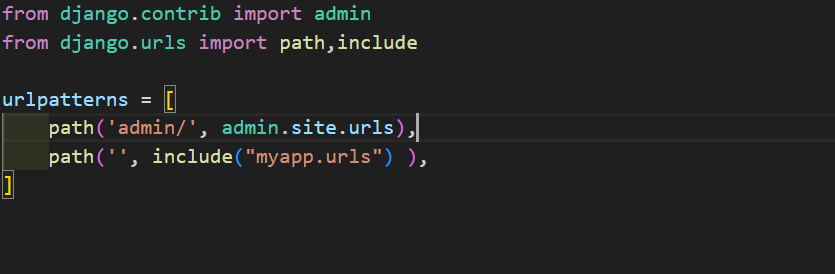 from django.contrib import admin
from django.urls import path,include
urlpatterns = [
    path('admin/', admin.site.urls),
    path('', include("myapp.urls") ),
]